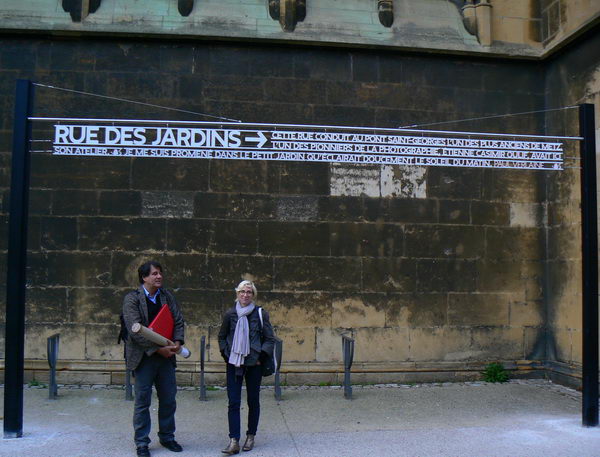 RUE DES JARDINS → CETTE RUE CONDUIT AU PONT SAINT-GEORGES L'UN DES PLUS ANCIENS DE METZ
L'UN DES PIONNIERS DE LA PHOTOGRAPHIE - ETIENNE CASIMIR OULIF, AVAIT ICI
SON ATELIER. JE ME SUIS PROMENÉ DANS LE PETIT JARDIN QU'ÉCLAIRAIT DOUCEMENT LE SOLEIL DU MATIN, PAUL VERLAINE